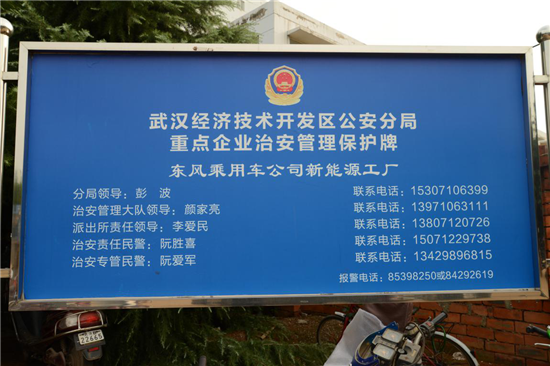 武汉经济技术开发区公安分局
重点企业治安管理保护牌
东风乘用车公司新能源工厂
分局领导：彭 波 联系电话：15307106399
治安管理大队领导：颜家亮 联系电话：13971063111
派出所责任领导：李爱民 联系电话：13807120726
治安责任民警：阮胜喜 联系电话：15071229738
治安专管民警：阮爱军 联系电话：13429896815
报警电话：85398250或84292619
22665